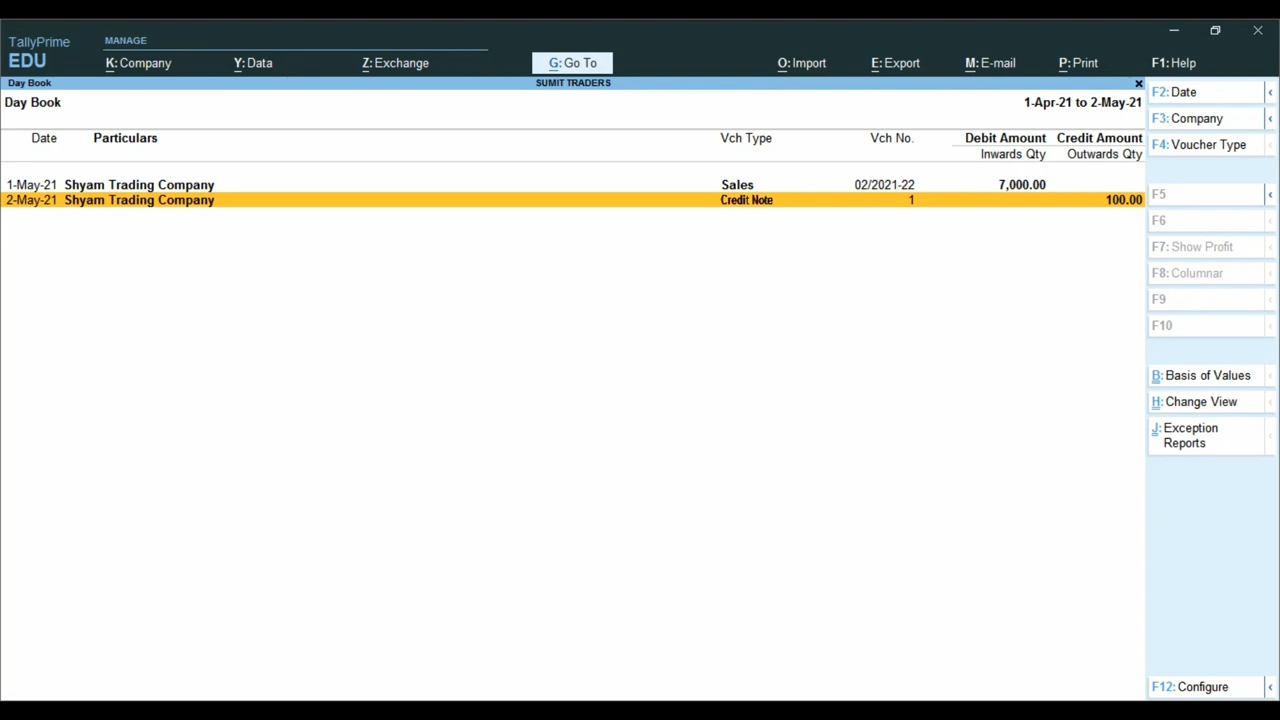 TallyPrime
EDU
MANAGE
K: Company
Y: Data
Z: Exchange
G: Go To
O: Import
E: Export
M: E-mail
P: Print
F1: Help
Day Book
SUMIT TRADERS
Day Book
1-Apr-21 to 2-May-21
Date Particulars Vch Type Vch No. Debit Amount Credit Amount
Inwards Qty Outwards Qty
1-May-21 Shyam Trading Company Sales 02/2021-22 7,000.00
2-May-21 Shyam Trading Company Credit Note 1 100.00
F2: Date
F3: Company
F4: Voucher Type
F5
F6
F7: Show Profit
F8: Columnar
F9
F10
B: Basis of Values
H: Change View
J: Exception
Reports
F12: Configure